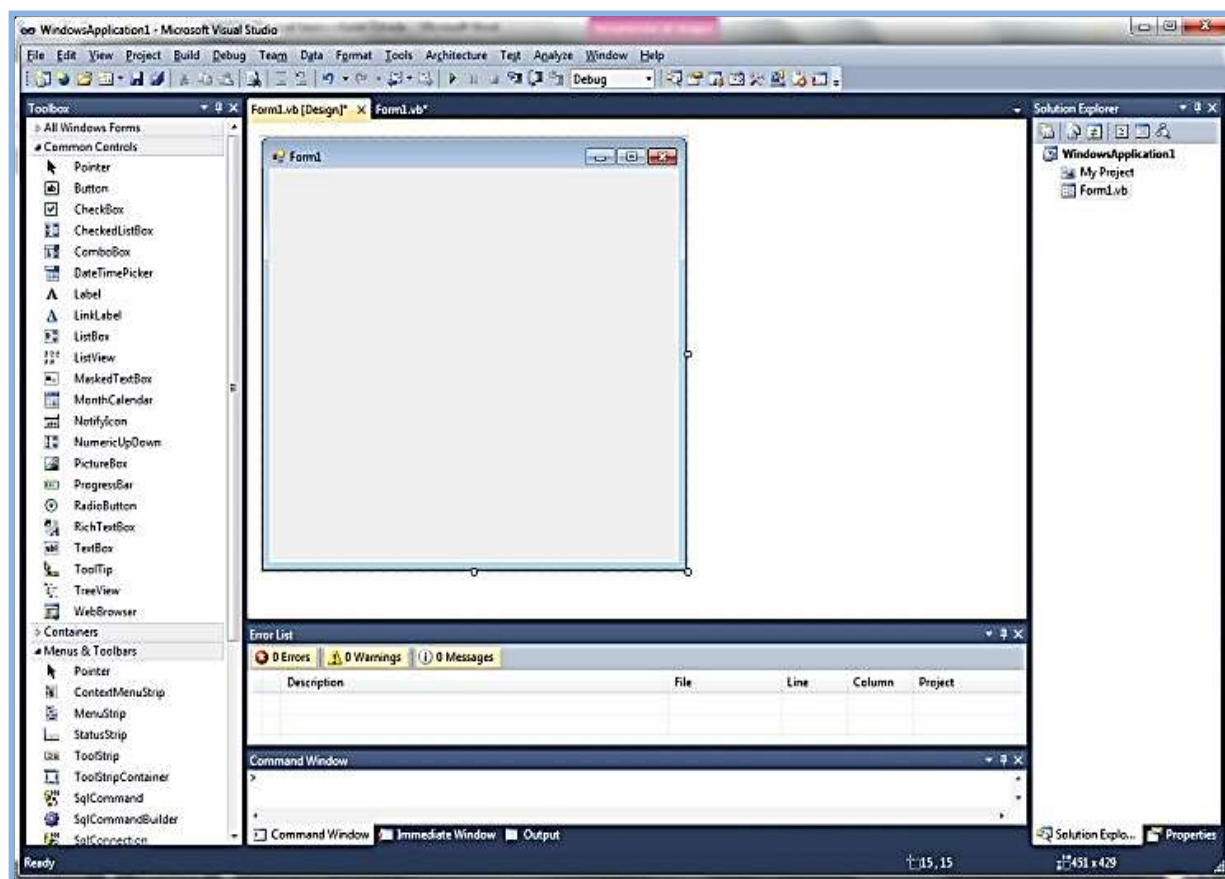 WindowsApplication1 - Microsoft Visual Studio
File Edit View Project Build Debug Team Data Format Tools Architecture Test Analyze Window Help
Debug
Toolbox
All Windows Forms
Common Controls
Pointer
Button
CheckBox
CheckedListBox
ComboBox
DateTimePicker
Label
LinkLabel
ListBox
ListView
MaskedTextBox
MonthCalendar
NotifyIcon
NumericUpDown
PictureBox
ProgressBar
RadioButton
RichTextBox
TextBox
ToolTip
TreeView
WebBrowser
Containers
Menus & Toolbars
Pointer
ContextMenuStrip
MenuStrip
StatusStrip
ToolStrip
ToolStripContainer
SqlCommand
SqlCommandBuilder
SqlConnection
Form1.vb [Design]* X Form1.vb*
Form1
Error List
0 Errors 0 Warnings 0 Messages
Description File Line Column Project
Command Window
>
Command Window Immediate Window Output
Solution Explorer
WindowsApplication1
My Project
Form1.vb
Solution Explo... Properties
Ready 15, 15 451 x 429